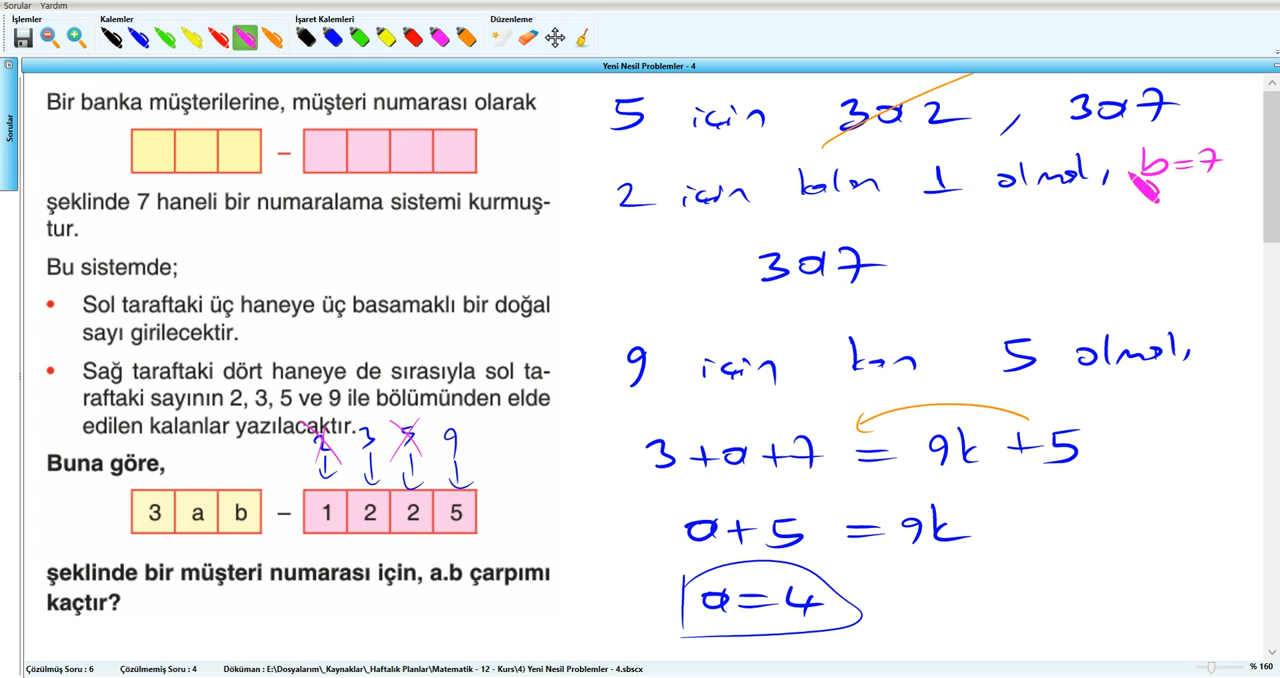 Sorular Yardım
İşlemler Kalemler İşaret Kalemleri Düzenleme
Yeni Nesil Problemler - 4
Sorular
Bir banka müşterilerine, müşteri numarası olarak
–
şeklinde 7 haneli bir numaralama sistemi kurmuş-
tur.
Bu sistemde;
• Sol taraftaki üç haneye üç basamaklı bir doğal
sayı girilecektir.
• Sağ taraftaki dört haneye de sırasıyla sol ta-
raftaki sayının 2, 3, 5 ve 9 ile bölümünden elde
edilen kalanlar yazılacaktır.
2 3 5 9
Buna göre,
3 a b – 1 2 2 5
şeklinde bir müşteri numarası için, a.b çarpımı
kaçtır?
5 için 3a2 , 3a7
2 için kalan 1 olmalı b=7
3a7
9 için kalan 5 olmalı
3+a+7 = 9k +5
a+5 = 9k
a=4
Çözülmüş Soru : 6 Çözülmemiş Soru : 4 Döküman : E:\Dosyalarım\_Kaynaklar\_Haftalık Planlar\Matematik - 12 - Kurs\4) Yeni Nesil Problemler - 4.sbscx % 160